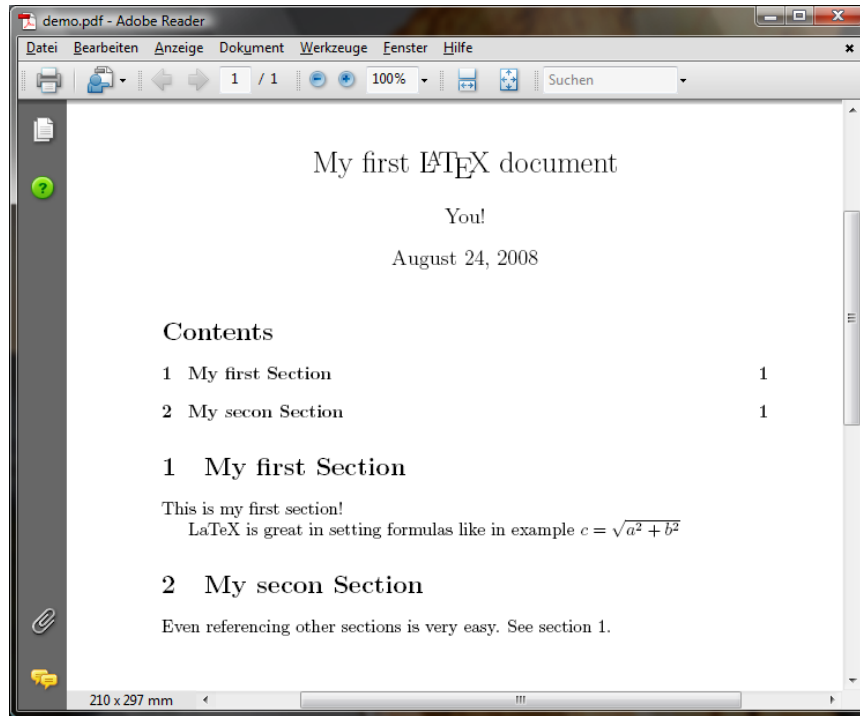 demo.pdf - Adobe Reader
Datei Bearbeiten Anzeige Dokument Werkzeuge Fenster Hilfe
1 / 1 100% Suchen
My first LATEX document
You!
August 24, 2008
Contents
1 My first Section 1
2 My secon Section 1
1 My first Section
This is my first section!
LaTeX is great in setting formulas like in example c = √a² + b²
2 My secon Section
Even referencing other sections is very easy. See section 1.
210 x 297 mm